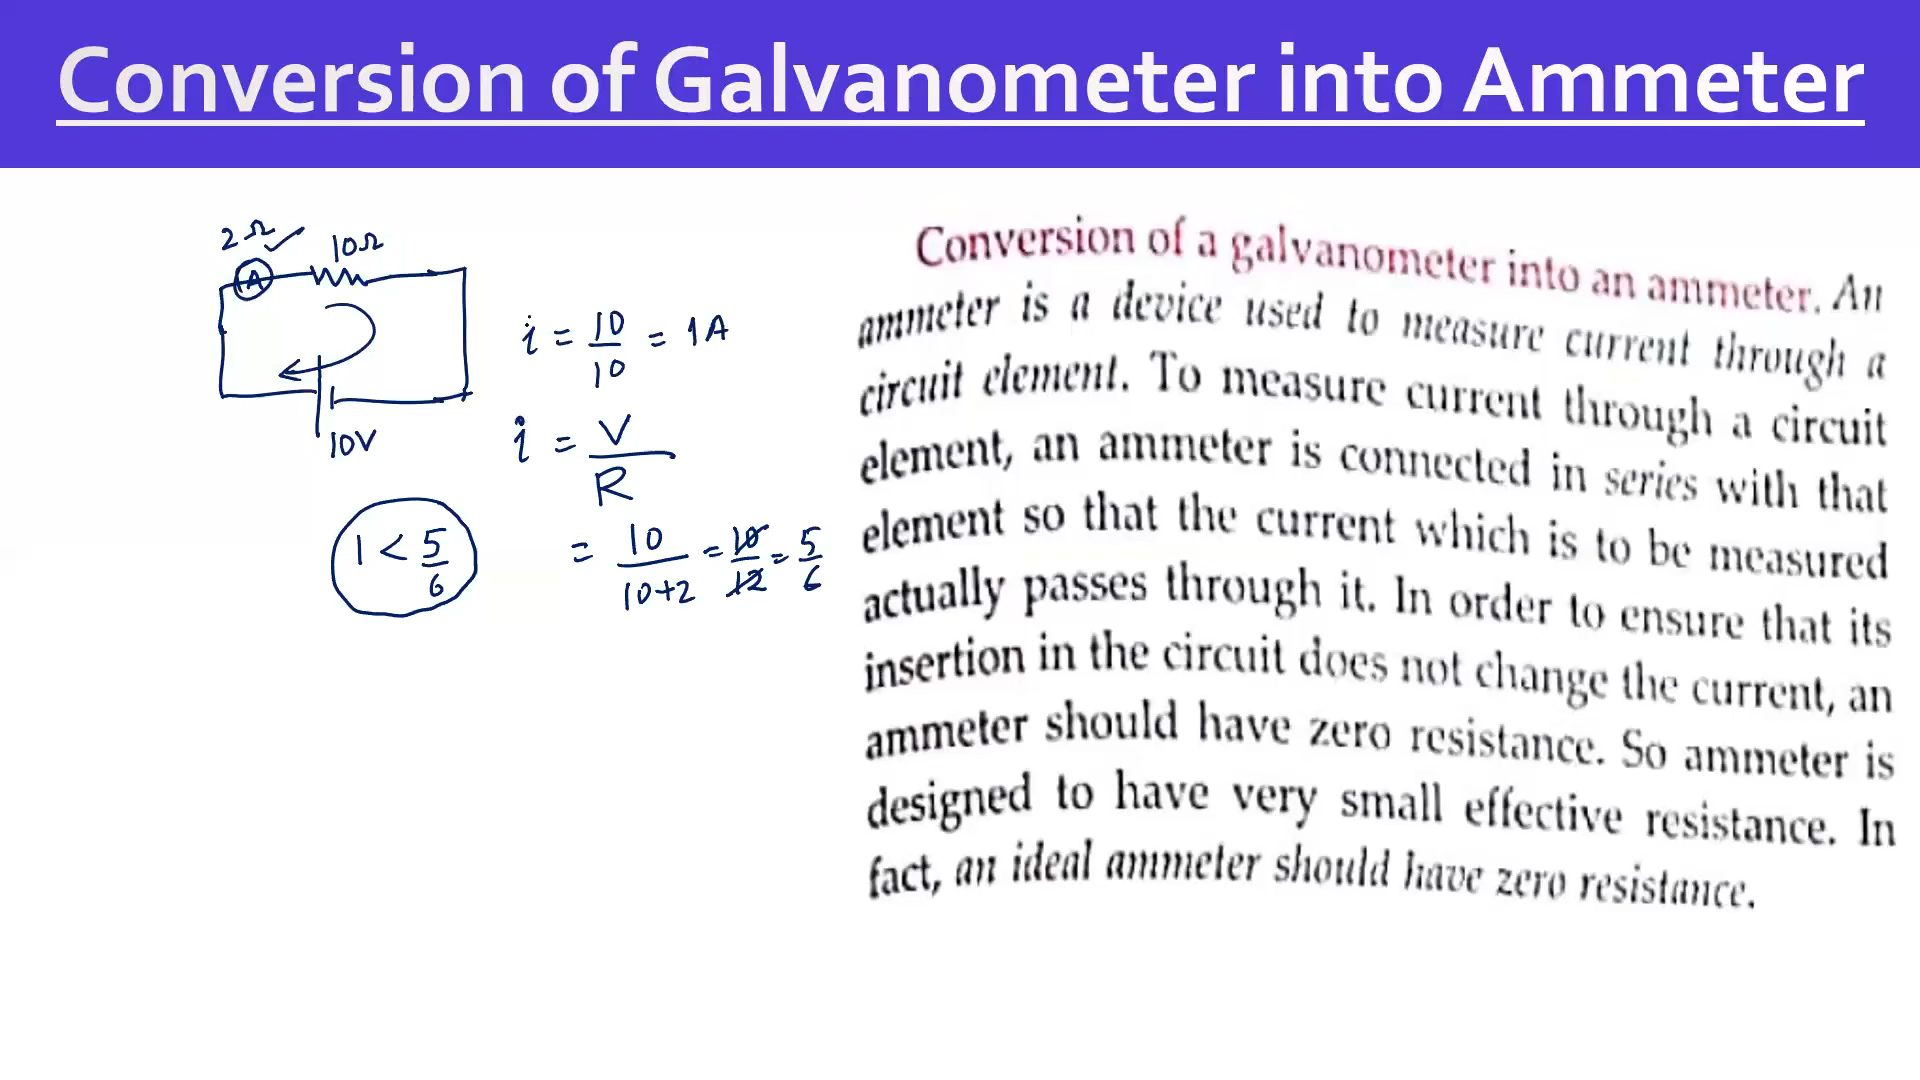 Conversion of Galvanometer into Ammeter
2Ω ✓
10Ω
A
10V
i = 10/10 = 1A
i = V/R
= 10/10+2 = 10/12 = 5/6
1 < 5/6
Conversion of a galvanometer into an ammeter. An
ammeter is a device used to measure current through a
circuit element. To measure current through a circuit
element, an ammeter is connected in series with that
element so that the current which is to be measured
actually passes through it. In order to ensure that its
insertion in the circuit does not change the current, an
ammeter should have zero resistance. So ammeter is
designed to have very small effective resistance. In
fact, an ideal ammeter should have zero resistance.